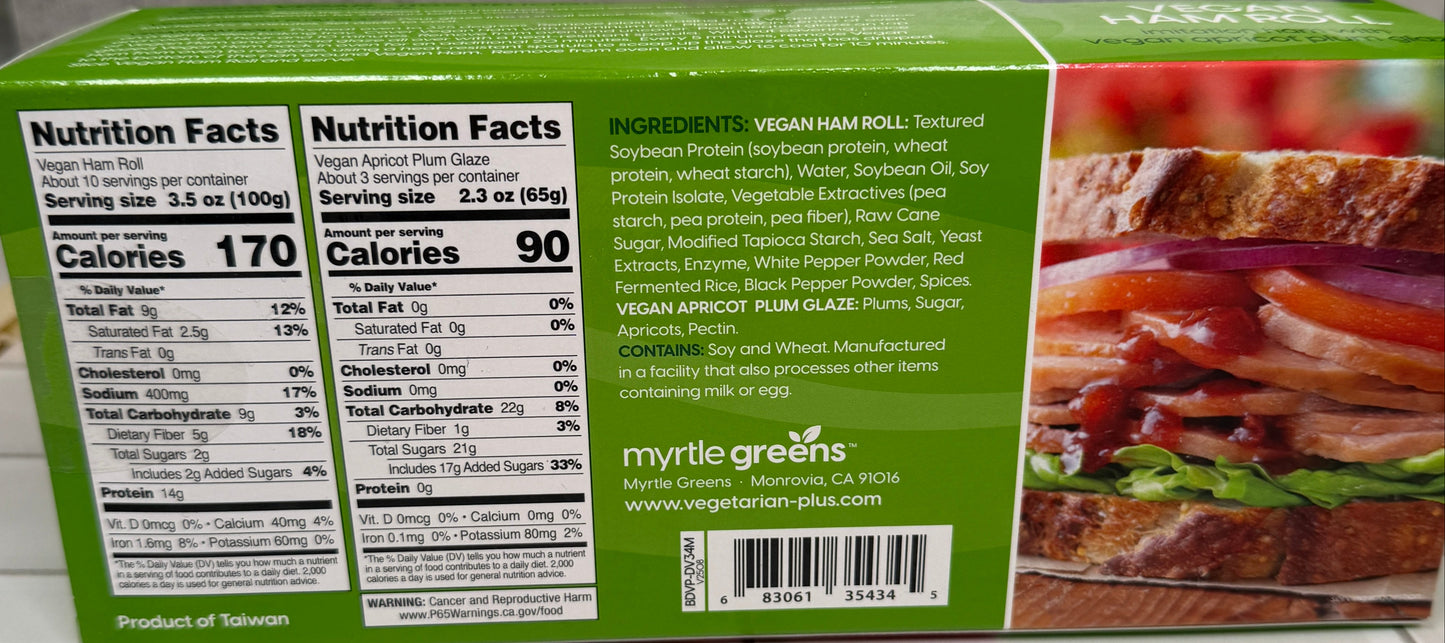 and allow to cool for 10 minutes.
Ham Roll and serve.
VEGAN
HAM ROLL
Nutrition Facts
Vegan Ham Roll
About 10 servings per container
Serving size 3.5 oz (100g)
Amount per serving
Calories 170
% Daily Value*
Total Fat 9g 12%
Saturated Fat 2.5g 13%
Trans Fat 0g
Cholesterol 0mg 0%
Sodium 400mg 17%
Total Carbohydrate 9g 3%
Dietary Fiber 5g 18%
Total Sugars 2g
Includes 2g Added Sugars 4%
Protein 14g
Vit. D 0mcg 0% • Calcium 40mg 4%
Iron 1.6mg 8% • Potassium 60mg 0%
*The % Daily Value (DV) tells you how much a nutrient
in a serving of food contributes to a daily diet. 2,000
calories a day is used for general nutrition advice.
Product of Taiwan
Nutrition Facts
Vegan Apricot Plum Glaze
About 3 servings per container
Serving size 2.3 oz (65g)
Amount per serving
Calories 90
% Daily Value*
Total Fat 0g 0%
Saturated Fat 0g 0%
Trans Fat 0g
Cholesterol 0mg 0%
Sodium 0mg 0%
Total Carbohydrate 22g 8%
Dietary Fiber 1g 3%
Total Sugars 21g
Includes 17g Added Sugars 33%
Protein 0g
Vit. D 0mcg 0% • Calcium 0mg 0%
Iron 0.1mg 0% • Potassium 80mg 2%
*The % Daily Value (DV) tells you how much a nutrient
in a serving of food contributes to a daily diet. 2,000
calories a day is used for general nutrition advice.
WARNING: Cancer and Reproductive Harm
www.P65Warnings.ca.gov/food
INGREDIENTS: VEGAN HAM ROLL: Textured
Soybean Protein (soybean protein, wheat
protein, wheat starch), Water, Soybean Oil, Soy
Protein Isolate, Vegetable Extractives (pea
starch, pea protein, pea fiber), Raw Cane
Sugar, Modified Tapioca Starch, Sea Salt, Yeast
Extracts, Enzyme, White Pepper Powder, Red
Fermented Rice, Black Pepper Powder, Spices.
VEGAN APRICOT PLUM GLAZE: Plums, Sugar,
Apricots, Pectin.
CONTAINS: Soy and Wheat. Manufactured
in a facility that also processes other items
containing milk or egg.
myrtle greens™
Myrtle Greens · Monrovia, CA 91016
www.vegetarian-plus.com
BDVP-DV34M
V2508
6 83061 35434 5